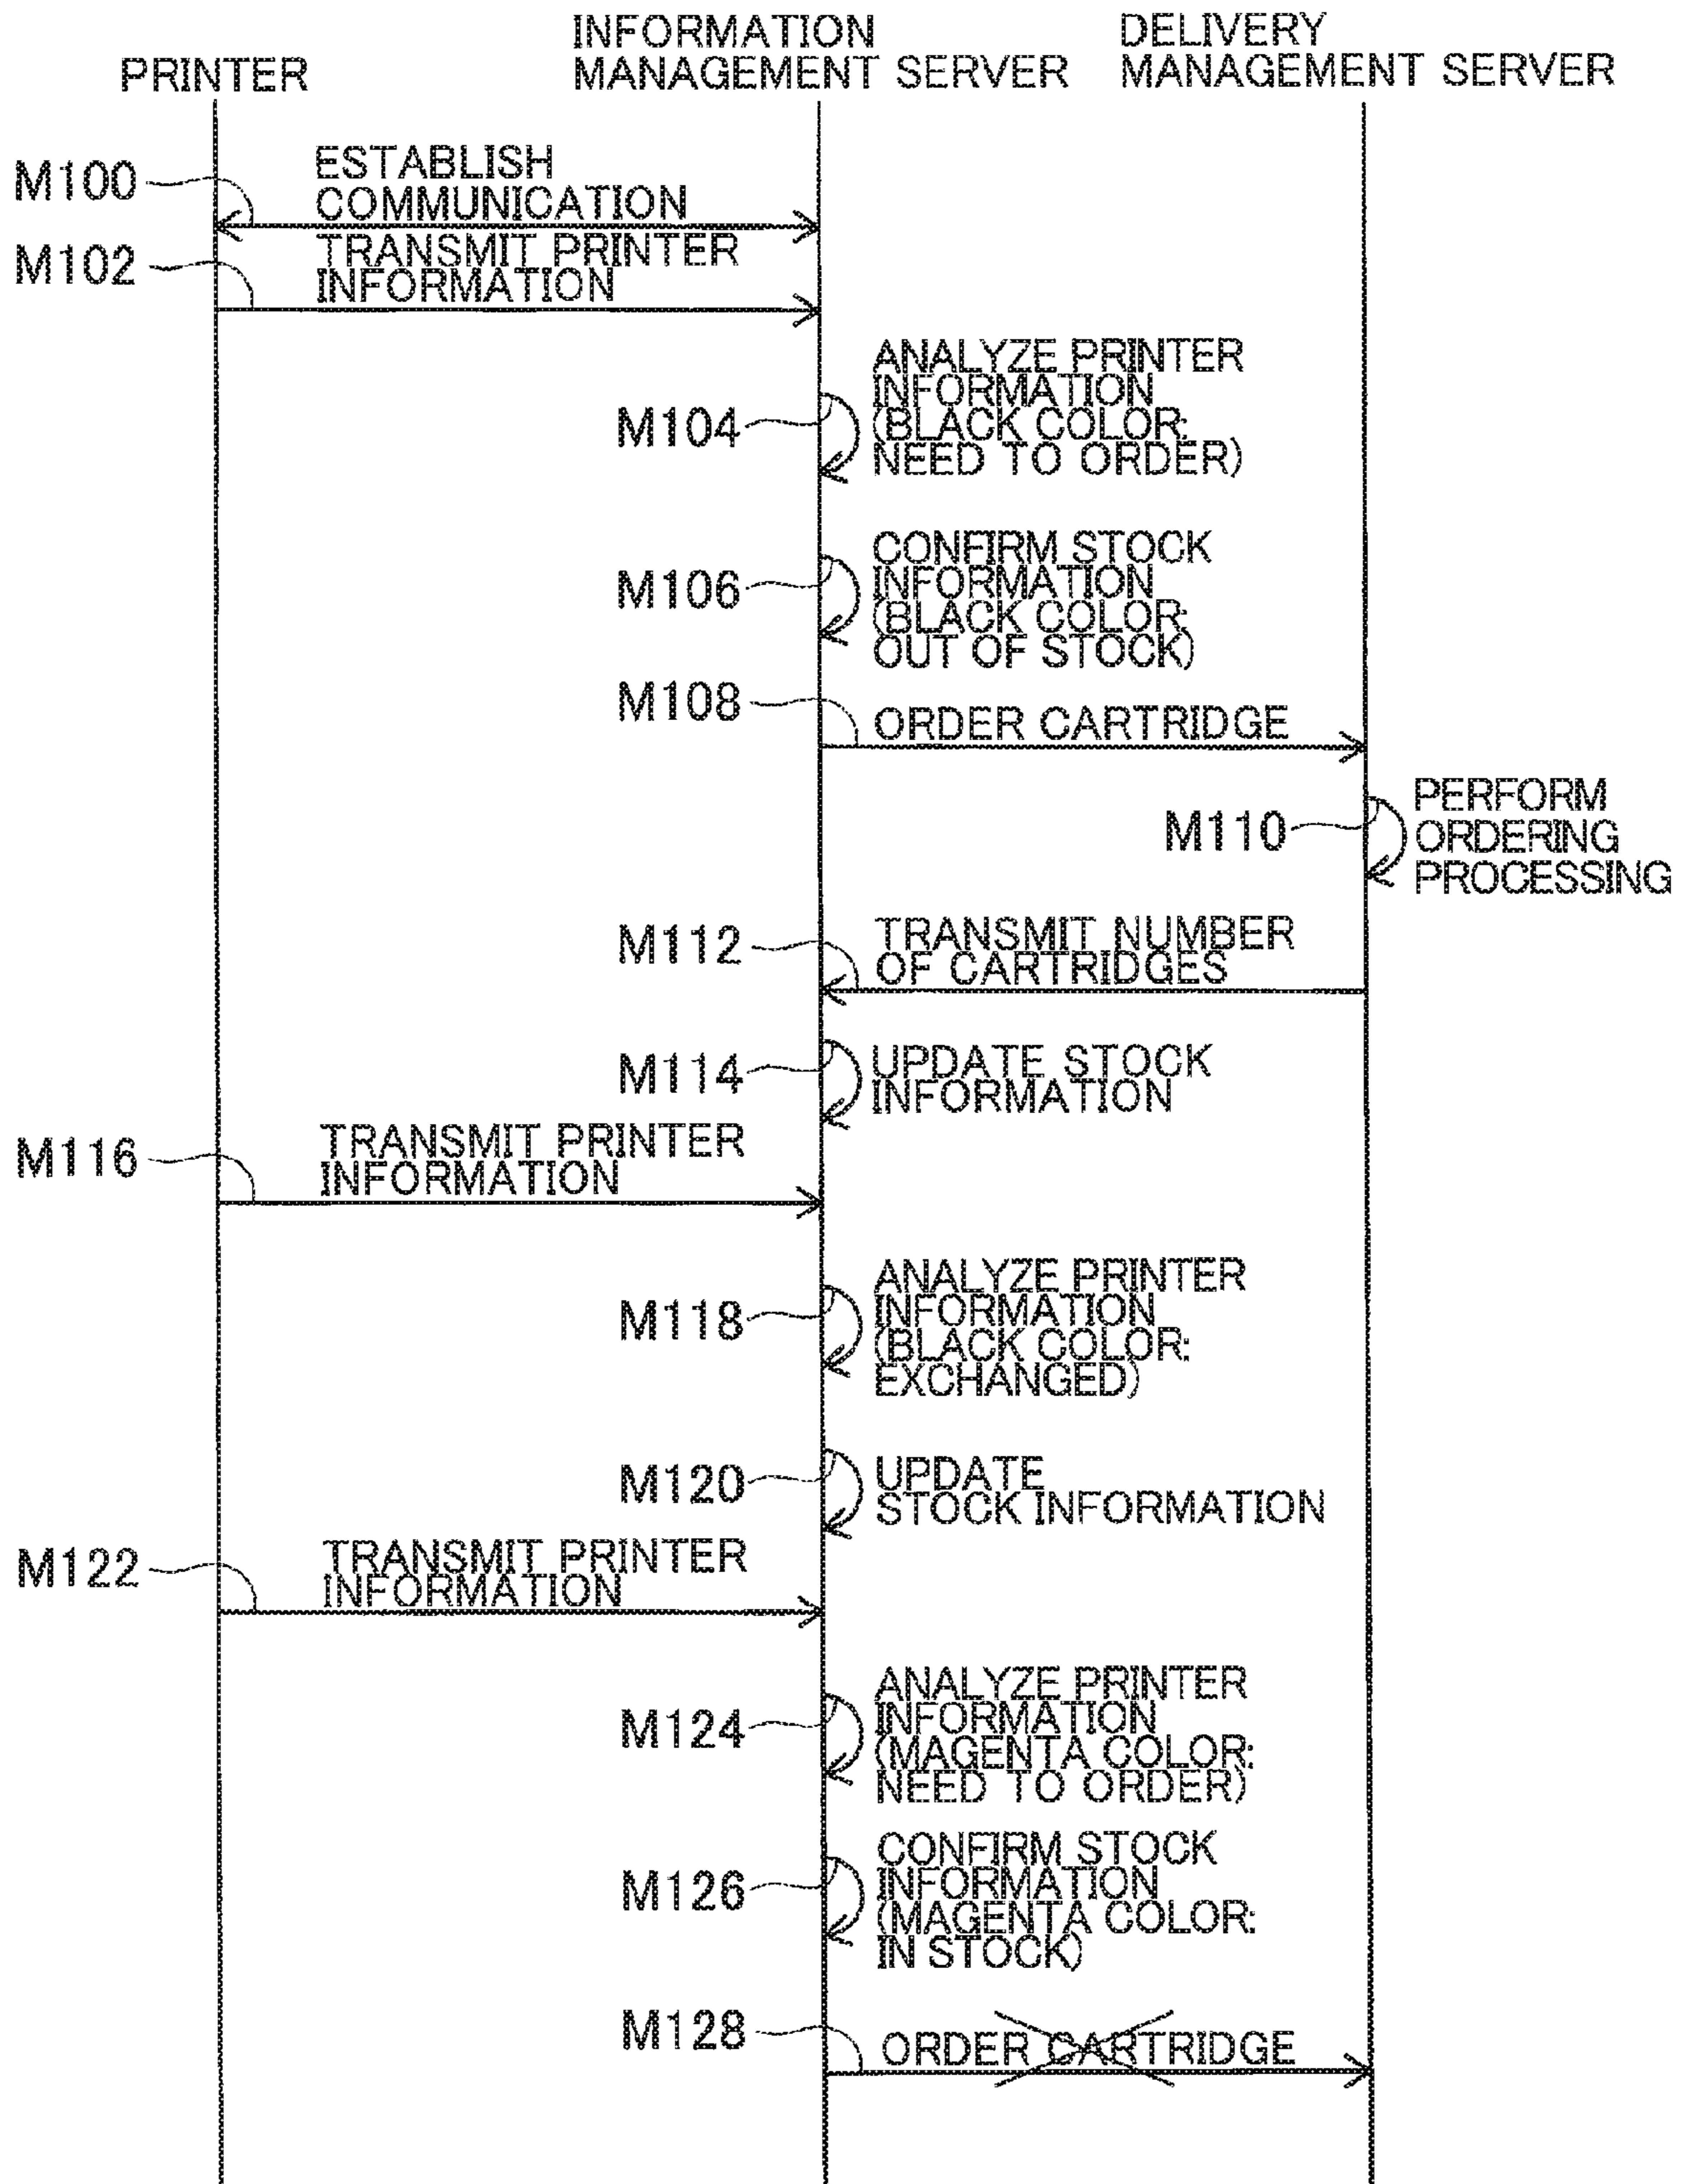 PRINTER
INFORMATION
MANAGEMENT SERVER
DELIVERY
MANAGEMENT SERVER
M100
ESTABLISH
COMMUNICATION
M102
TRANSMIT PRINTER
INFORMATION
M104
ANALYZE PRINTER
INFORMATION
(BLACK COLOR:
NEED TO ORDER)
M106
CONFIRM STOCK
INFORMATION
(BLACK COLOR:
OUT OF STOCK)
M108
ORDER CARTRIDGE
M110
PERFORM
ORDERING
PROCESSING
M112
TRANSMIT NUMBER
OF CARTRIDGES
M114
UPDATE STOCK
INFORMATION
M116
TRANSMIT PRINTER
INFORMATION
M118
ANALYZE PRINTER
INFORMATION
(BLACK COLOR:
EXCHANGED)
M120
UPDATE
STOCK INFORMATION
M122
TRANSMIT PRINTER
INFORMATION
M124
ANALYZE PRINTER
INFORMATION
(MAGENTA COLOR:
NEED TO ORDER)
M126
CONFIRM STOCK
INFORMATION
(MAGENTA COLOR:
IN STOCK)
M128
ORDER CARTRIDGE